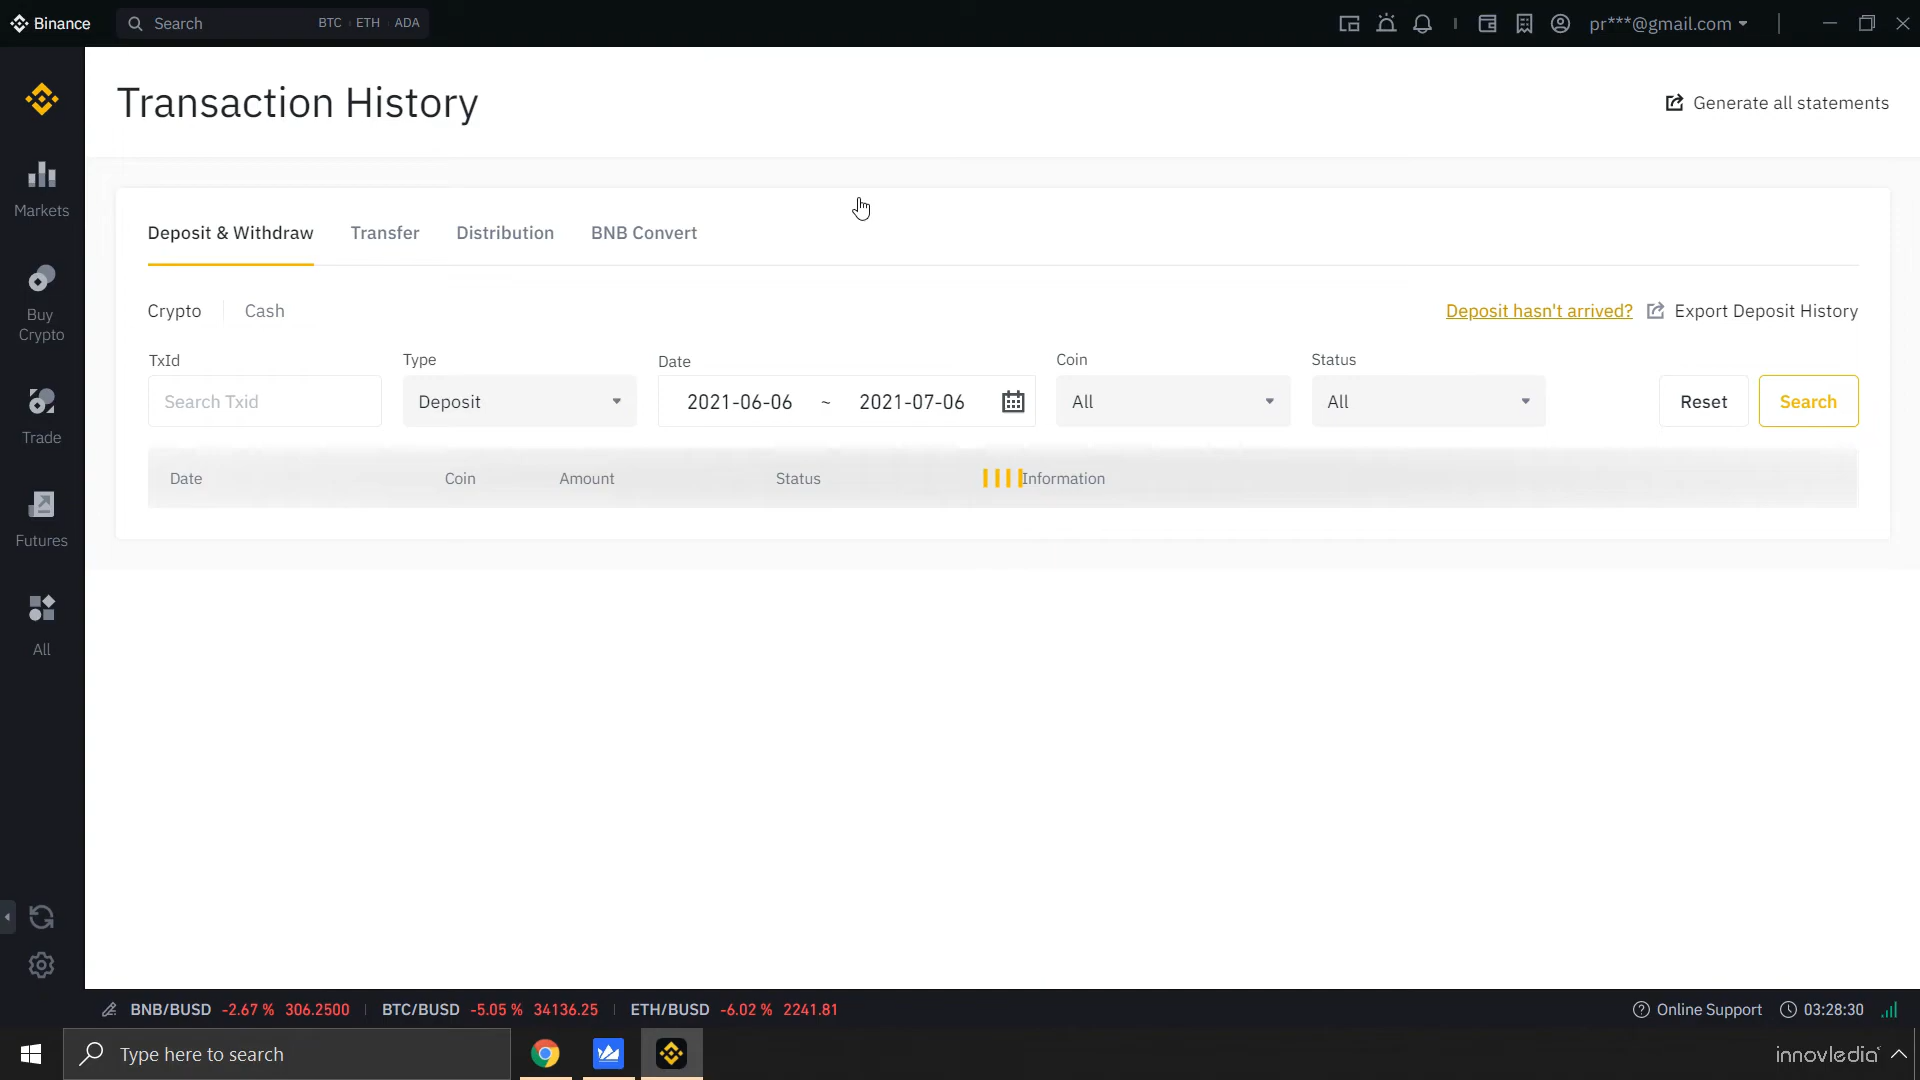 Binance
Search BTC ETH ADA
pr***@gmail.com
Transaction History
Generate all statements
Markets
Buy
Crypto
Trade
Futures
All
Deposit & Withdraw Transfer Distribution BNB Convert
Crypto Cash
Deposit hasn't arrived? Export Deposit History
TxId Type Date Coin Status
Search Txid Deposit 2021-06-06 ~ 2021-07-06 All All Reset Search
Date Coin Amount Status Information
BNB/BUSD -2.67 % 306.2500 BTC/BUSD -5.05 % 34136.25 ETH/BUSD -6.02 % 2241.81
Online Support 03:28:30
Type here to search
innovledia